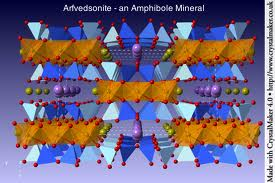 Arfvedsonite - an Amphibole Mineral
Made with CrystalMaker 4.0 • http://www.crystalmaker.co.uk